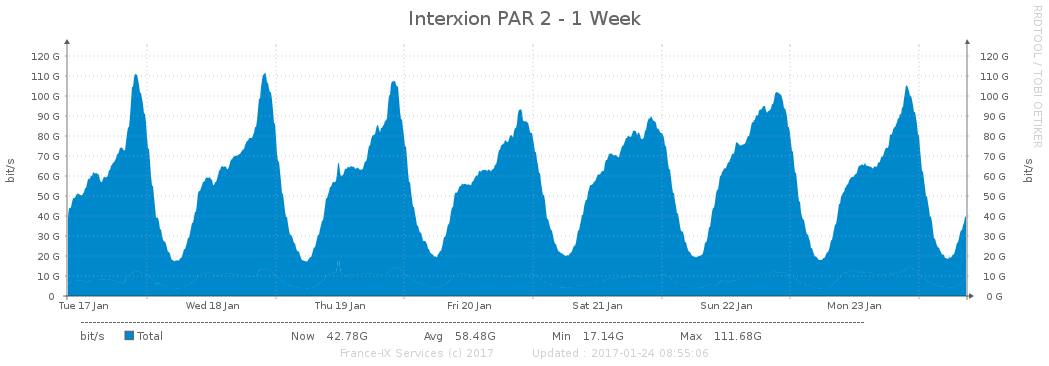 Interxion PAR 2 - 1 Week
RRDTOOL / TOBI OETIKER
bit/s
120 G
110 G
100 G
90 G
80 G
70 G
60 G
50 G
40 G
30 G
20 G
10 G
0
120 G
110 G
100 G
90 G
80 G
70 G
60 G
50 G
40 G
30 G
20 G
10 G
0 G
bit/s
Tue 17 Jan Wed 18 Jan Thu 19 Jan Fri 20 Jan Sat 21 Jan Sun 22 Jan Mon 23 Jan
bit/s Total Now 42.78G Avg 58.48G Min 17.14G Max 111.68G
France-IX Services (c) 2017 Updated : 2017-01-24 08:55:06